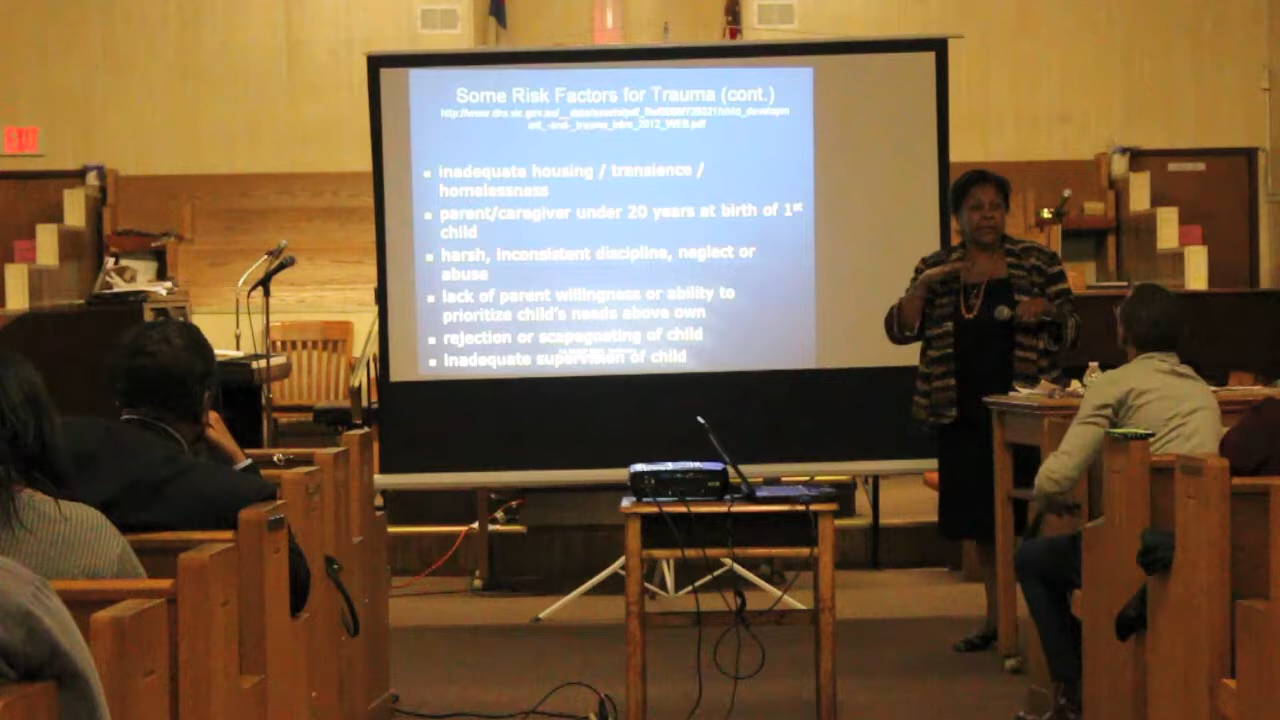 Some Risk Factors for Trauma (cont.)
inadequate housing / transience /
homelessness
parent/caregiver under 20 years at birth of 1st
child
harsh, inconsistent discipline, neglect or
abuse
lack of parent willingness or ability to
prioritize child's needs above own
rejection or scapegoating of child
inadequate supervision of child